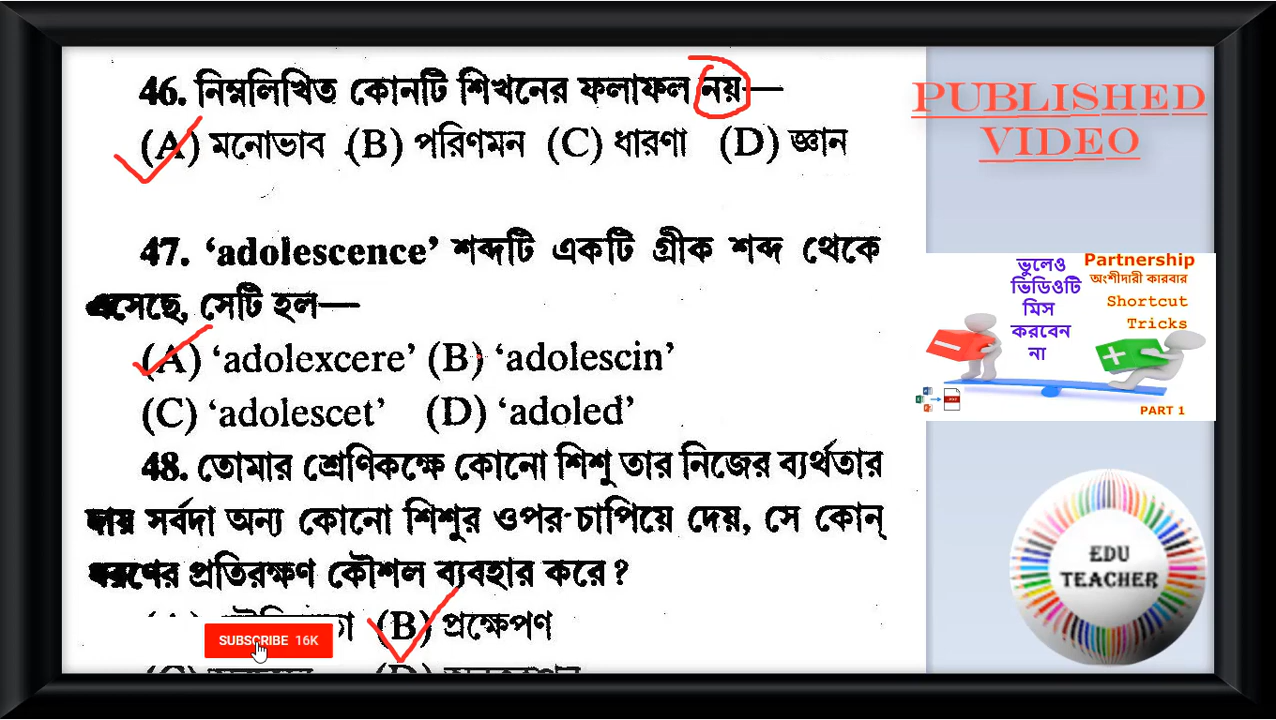 46. নিম্নলিখিত কোনটি শিখনের ফলাফল নয়—
(A) মনোভাব (B) পরিণমন (C) ধারণা (D) জ্ঞান
47. ‘adolescence’ শব্দটি একটি গ্রীক শব্দ থেকে
এসেছে, সেটি হল—
(A) ‘adolexcere’ (B) ‘adolescin’
(C) ‘adolescet’ (D) ‘adoled’
48. তোমার শ্রেণিকক্ষে কোনো শিশু তার নিজের ব্যর্থতার
দায় সর্বদা অন্য কোনো শিশুর ওপর চাপিয়ে দেয়, সে কোন্
ধরণের প্রতিরক্ষণ কৌশল ব্যবহার করে ?
(B) প্রক্ষেপণ
SUBSCRIBE 16K
PUBLISHED
VIDEO
ভুলেও
ভিডিওটি
মিস
করবেন
না
Partnership
অংশীদারী কারবার
Shortcut
Tricks
PART 1
EDU
TEACHER